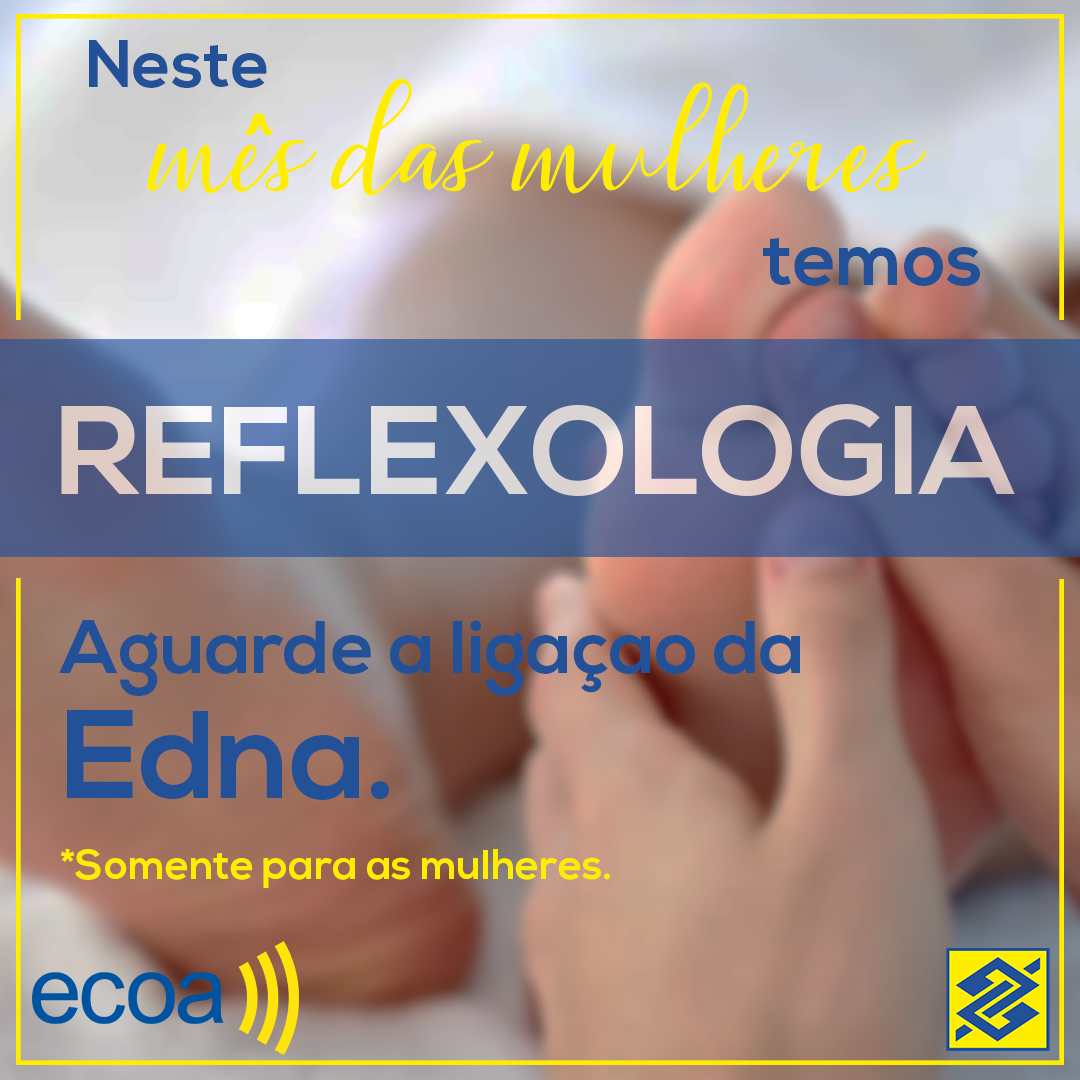 Neste
mês das mulheres
temos
REFLEXOLOGIA
Aguarde a ligaçao da
Edna.
*Somente para as mulheres.
ecoa